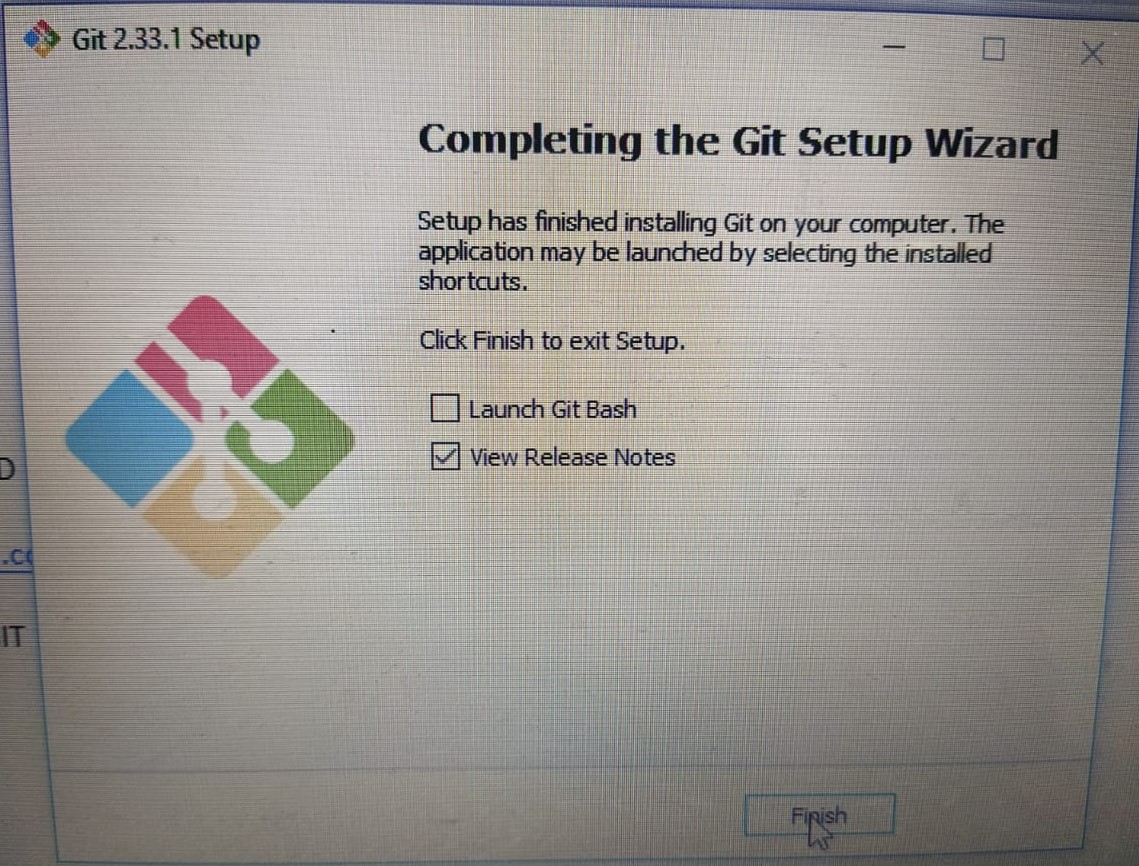 Git 2.33.1 Setup
Completing the Git Setup Wizard
Setup has finished installing Git on your computer. The
application may be launched by selecting the installed
shortcuts.
Click Finish to exit Setup.
Launch Git Bash
View Release Notes
D
.co
IT
Finish